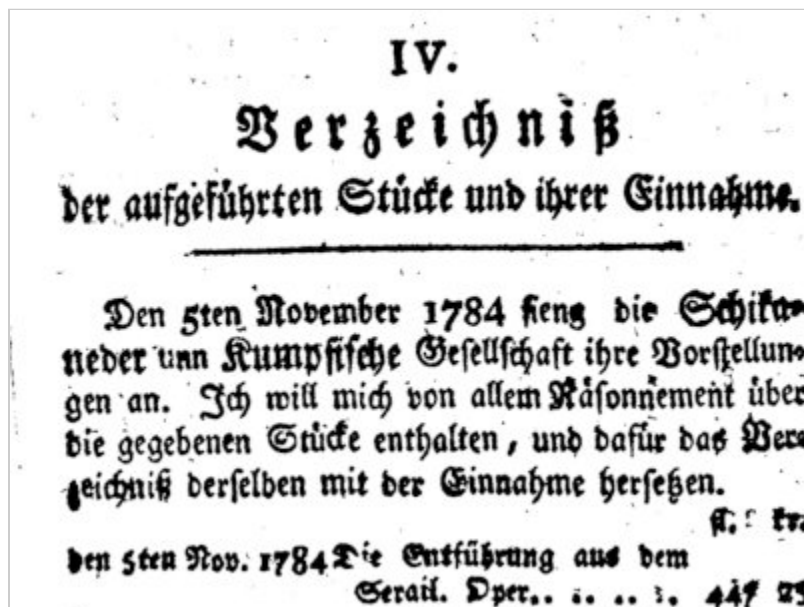 IV.
Verzeichniß
der aufgeführten Stücke und ihrer Einnahme.
Den 5ten November 1784 fieng die Schika-
neder unn Kumpfische Gesellschaft ihre Vorstellun-
gen an. Ich will mich von allem Räsonnement über
die gegebenen Stücke enthalten, und dafür das Ver-
zeichniß derselben mit der Einnahme hersetzen.
fl. kr.
den 5ten Nov. 1784 Die Entführung aus dem
Serail. Oper.. .. .. ..